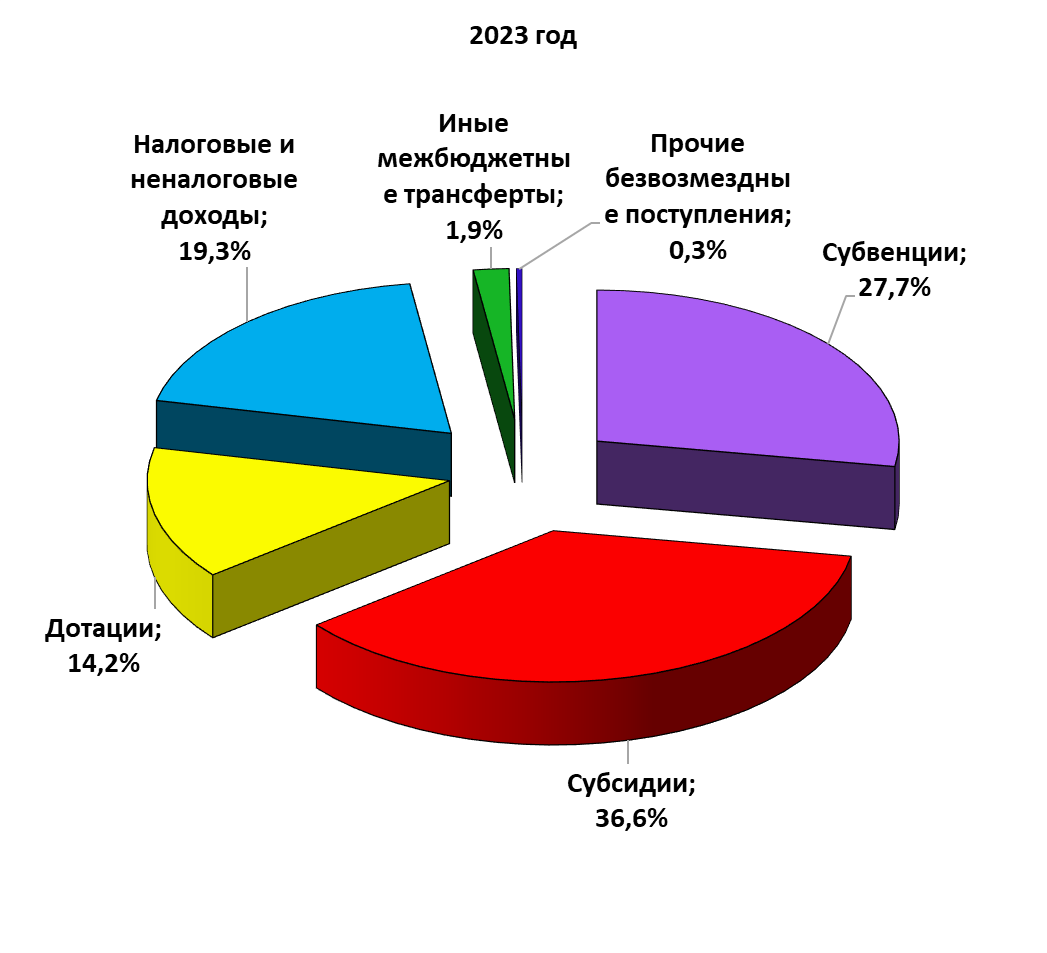 2023 год
Налоговые и
неналоговые
доходы;
19,3%
Иные
межбюджетны
е трансферты;
1,9%
Прочие
безвозмездны
е поступления;
0,3%
Субвенции;
27,7%
Дотации;
14,2%
Субсидии;
36,6%